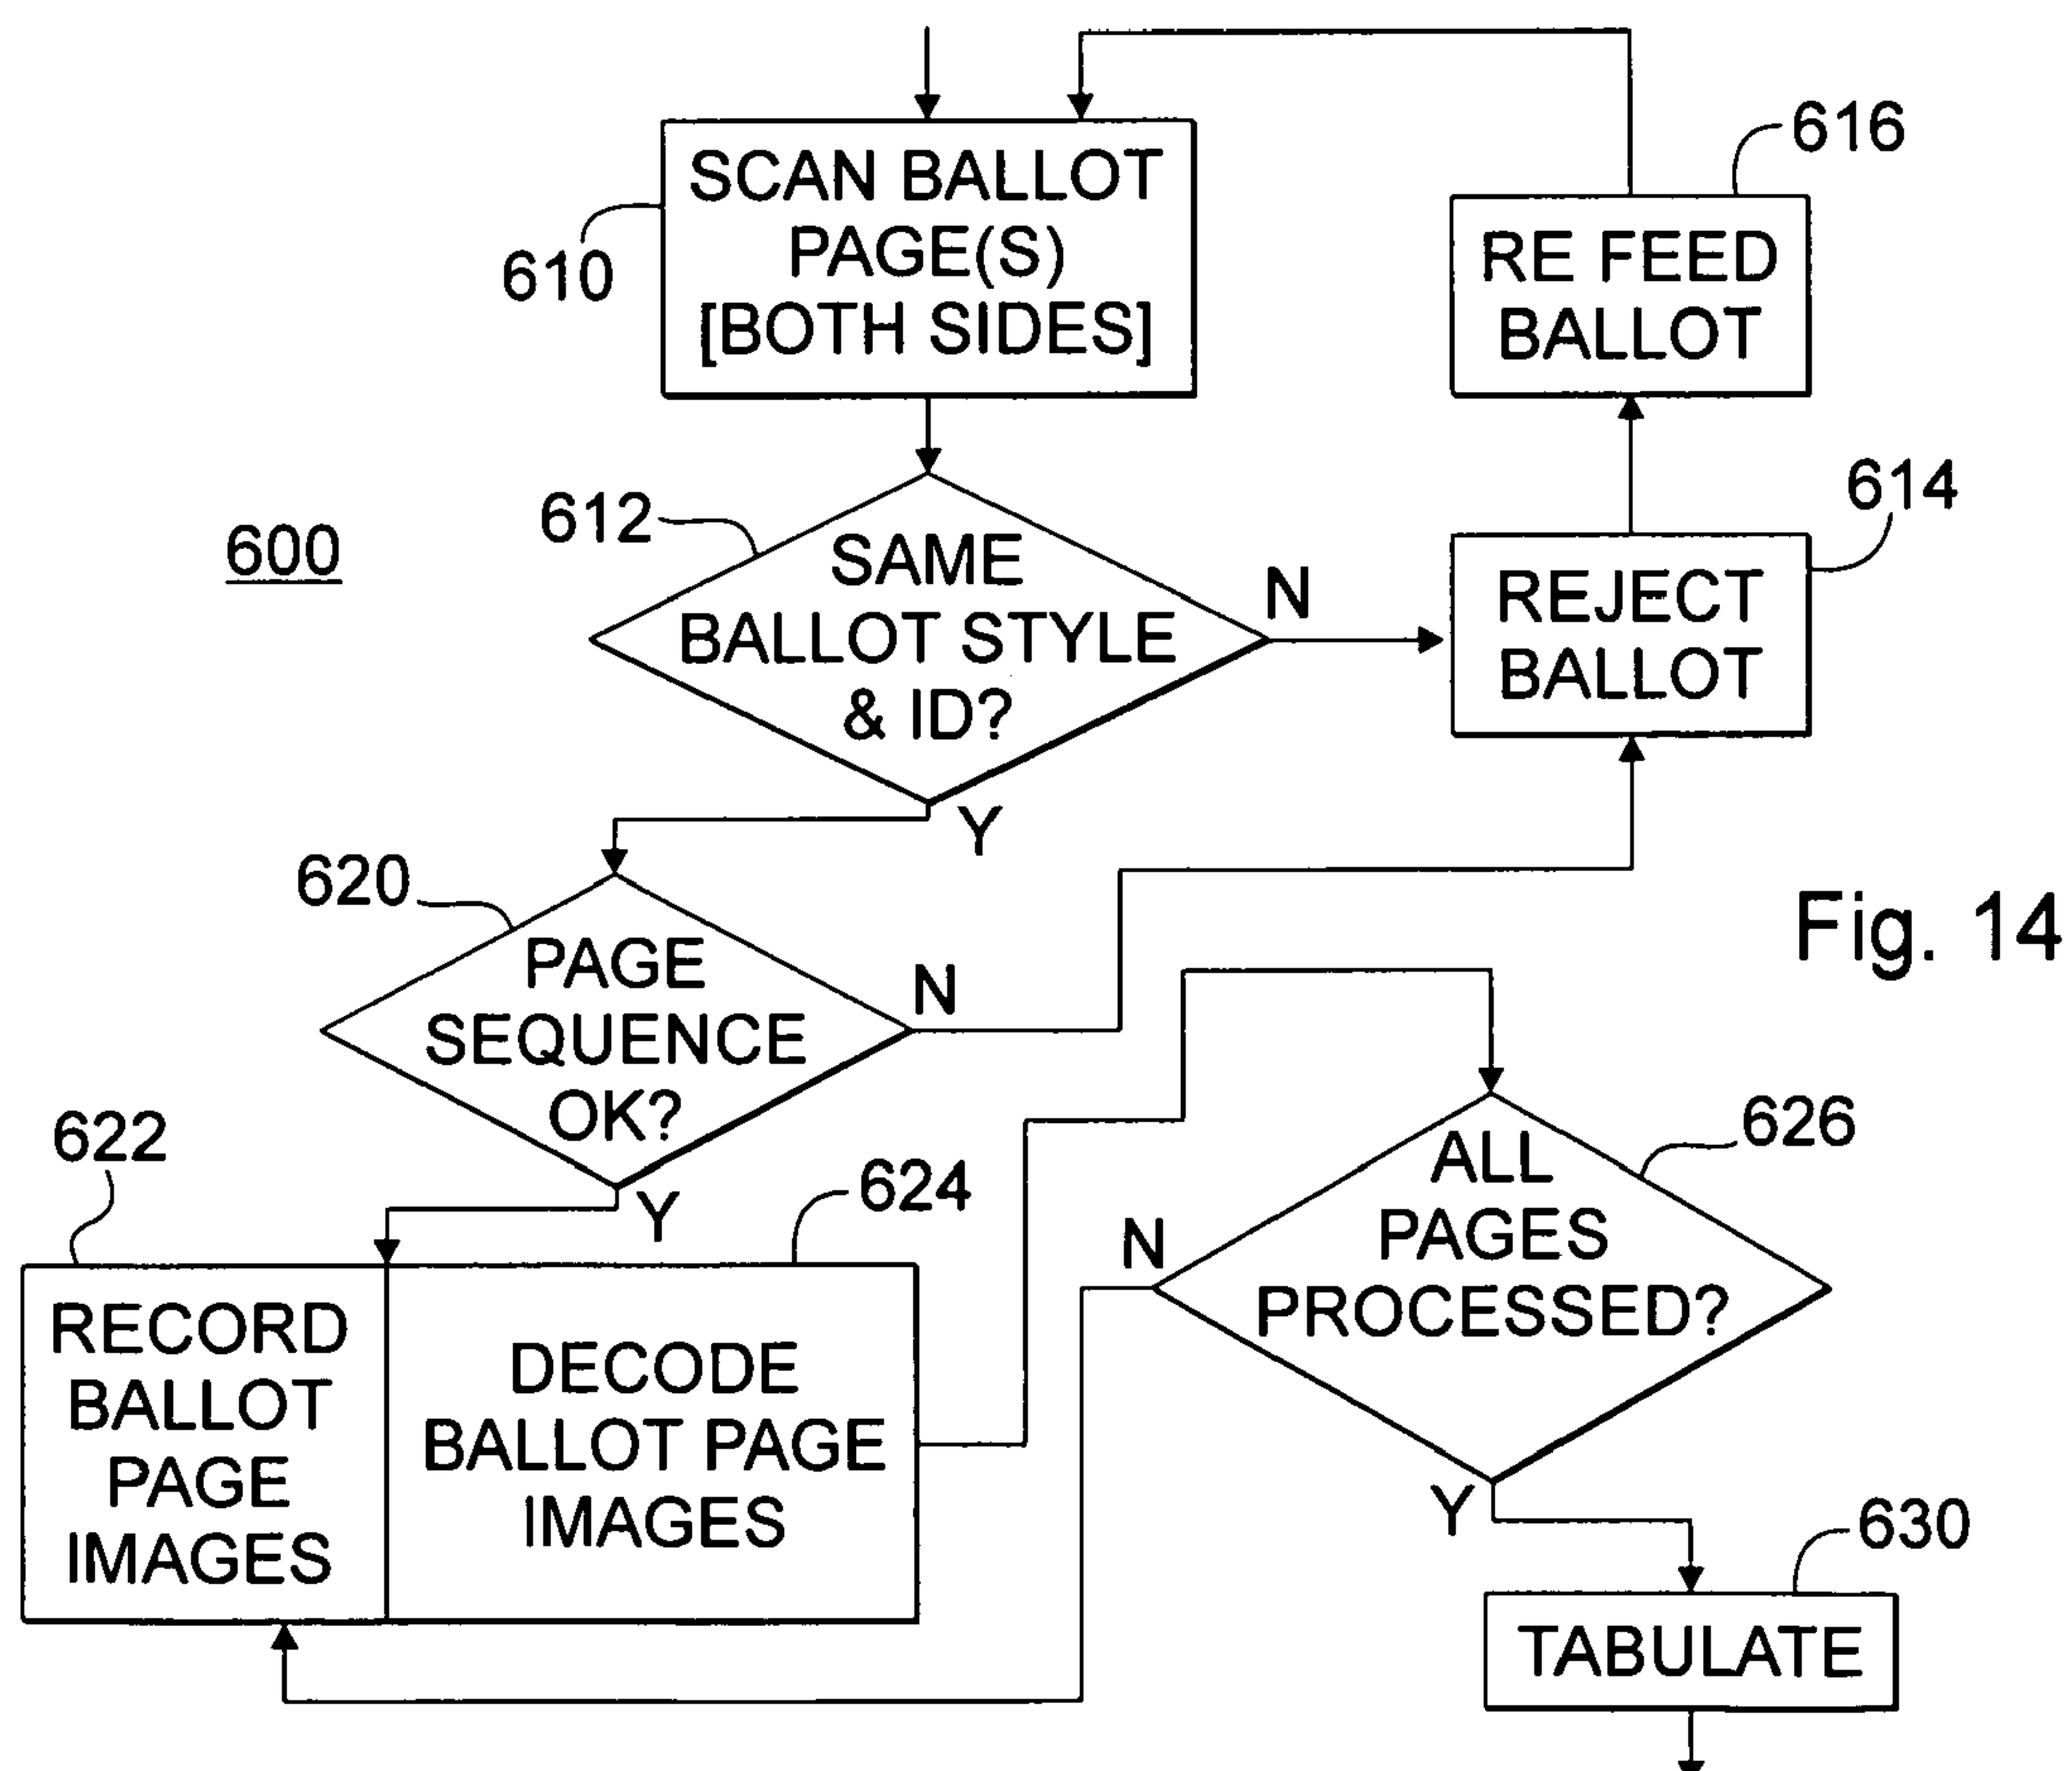 SCAN BALLOT
PAGE(S)
[BOTH SIDES]
610
616
RE FEED
BALLOT
600
612
SAME
BALLOT STYLE
& ID?
N
Y
614
REJECT
BALLOT
620
PAGE
SEQUENCE
OK?
N
Y
Fig. 14
622
RECORD
BALLOT
PAGE
IMAGES
624
DECODE
BALLOT PAGE
IMAGES
626
ALL
PAGES
PROCESSED?
N
Y
630
TABULATE